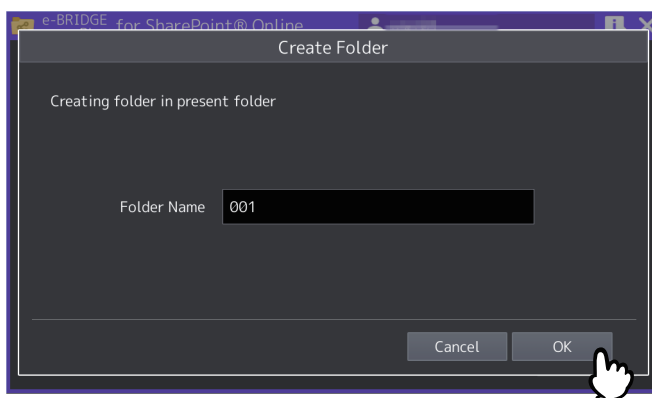 e-BRIDGE
for SharePoint® Online
Create Folder
Creating folder in present folder
Folder Name 001
Cancel OK